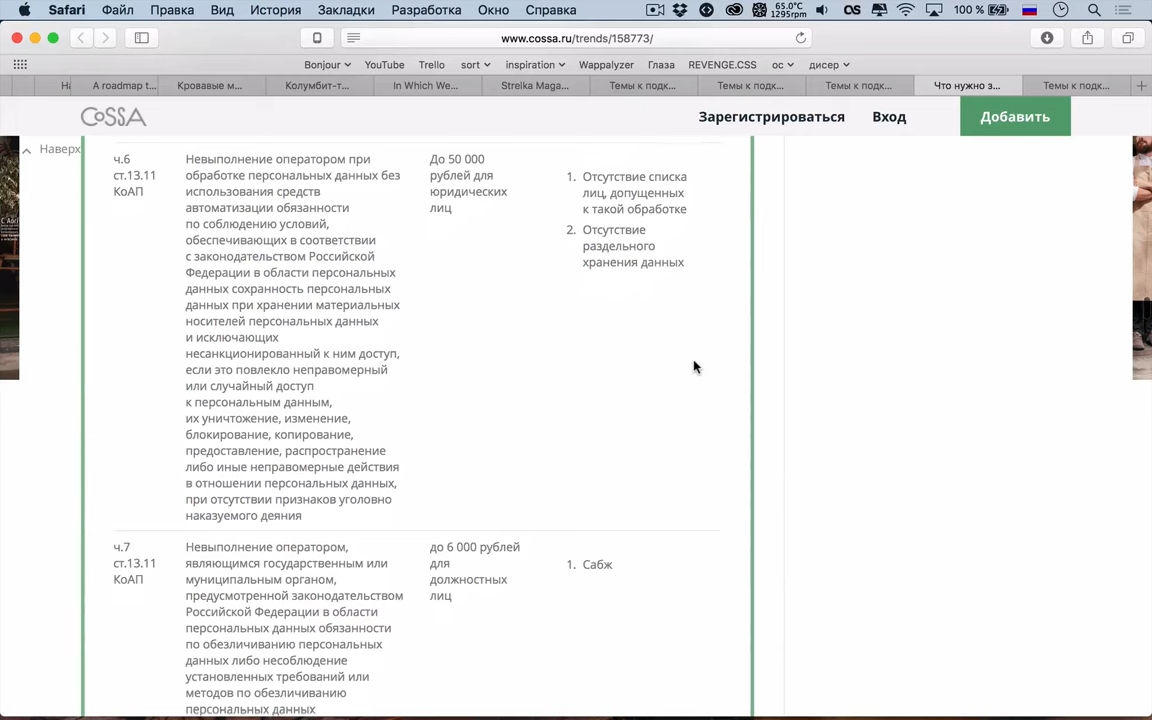 Safari Файл Правка Вид История Закладки Разработка Окно Справка 65.0°C 1295rpm 100 %
www.cossa.ru/trends/158773/
Bonjour YouTube Trello sort inspiration Wappalyzer Глаза REVENGE.CSS ос дисер
На A roadmap t... Кровавые м... Колумбит-т... In Which We... Strelka Maga... Темы к подк... Темы к подк... Темы к подк... Что нужно з... Темы к подк...
COSSA Зарегистрироваться Вход Добавить
Наверх
ч.6
ст.13.11
КоАП
Невыполнение оператором при
обработке персональных данных без
использования средств
автоматизации обязанности
по соблюдению условий,
обеспечивающих в соответствии
с законодательством Российской
Федерации в области персональных
данных сохранность персональных
данных при хранении материальных
носителей персональных данных
и исключающих
несанкционированный к ним доступ,
если это повлекло неправомерный
или случайный доступ
к персональным данным,
их уничтожение, изменение,
блокирование, копирование,
предоставление, распространение
либо иные неправомерные действия
в отношении персональных данных,
при отсутствии признаков уголовно
наказуемого деяния
До 50 000
рублей для
юридических
лиц
1. Отсутствие списка
лиц, допущенных
к такой обработке
2. Отсутствие
раздельного
хранения данных
ч.7
ст.13.11
КоАП
Невыполнение оператором,
являющимся государственным или
муниципальным органом,
предусмотренной законодательством
Российской Федерации в области
персональных данных обязанности
по обезличиванию персональных
данных либо несоблюдение
установленных требований или
методов по обезличиванию
персональных данных
до 6 000 рублей
для
должностных
лиц
1. Сабж